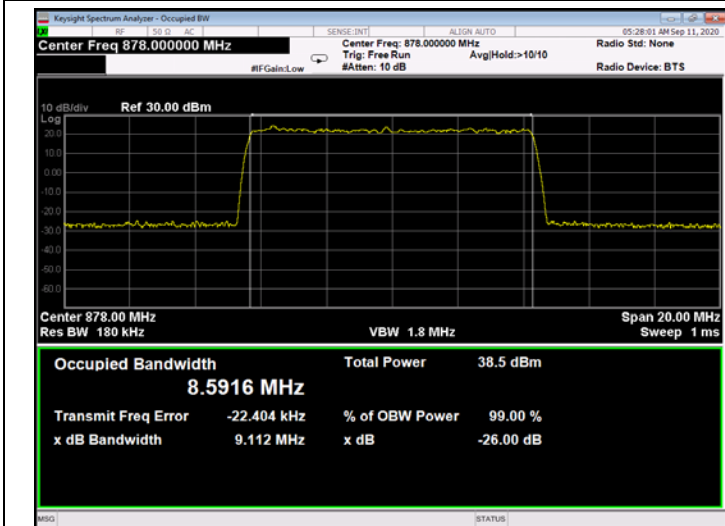 Keysight Spectrum Analyzer - Occupied BW
RF 50 Ω AC SENSE:INT ALIGN AUTO 05:28:01 AM Sep 11, 2020
Center Freq 878.000000 MHz Center Freq: 878.000000 MHz Radio Std: None
Trig: Free Run Avg|Hold:>10/10
#IFGain:Low #Atten: 10 dB Radio Device: BTS
10 dB/div Ref 30.00 dBm
Log
20.0
10.0
0.00
-10.0
-20.0
-30.0
-40.0
-50.0
-60.0
Center 878.00 MHz Span 20.00 MHz
Res BW 180 kHz VBW 1.8 MHz Sweep 1 ms
Occupied Bandwidth Total Power 38.5 dBm
8.5916 MHz
Transmit Freq Error -22.404 kHz % of OBW Power 99.00 %
x dB Bandwidth 9.112 MHz x dB -26.00 dB
MSG STATUS